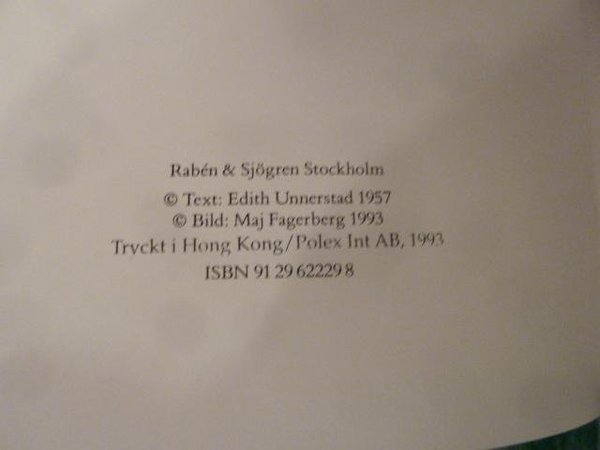 Rabén & Sjögren Stockholm
© Text: Edith Unnerstad 1957
© Bild: Maj Fagerberg 1993
Tryckt i Hong Kong/Polex Int AB, 1993
ISBN 91 29 62229 8